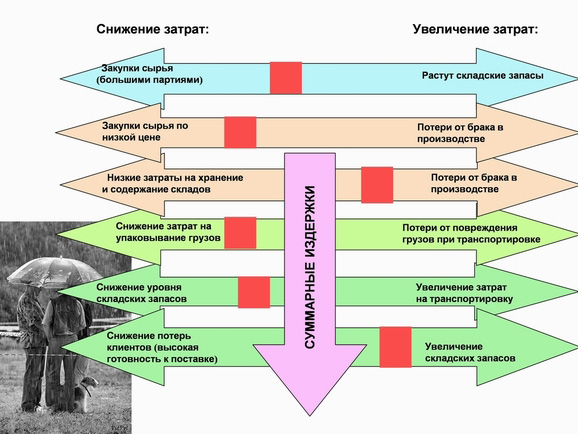 Снижение затрат:
Увеличение затрат:
Закупки сырья
(большими партиями)
Растут складские запасы
Закупки сырья по
низкой цене
Потери от брака в
производстве
Низкие затраты на хранение
и содержание складов
Потери от брака в
производстве
Снижение затрат на
упаковывание грузов
Потери от повреждения
грузов при транспортировке
Снижение уровня
складских запасов
Увеличение затрат
на транспортировку
Снижение потерь
клиентов (высокая
готовность к поставке)
Увеличение
складских запасов
СУММАРНЫЕ ИЗДЕРЖКИ